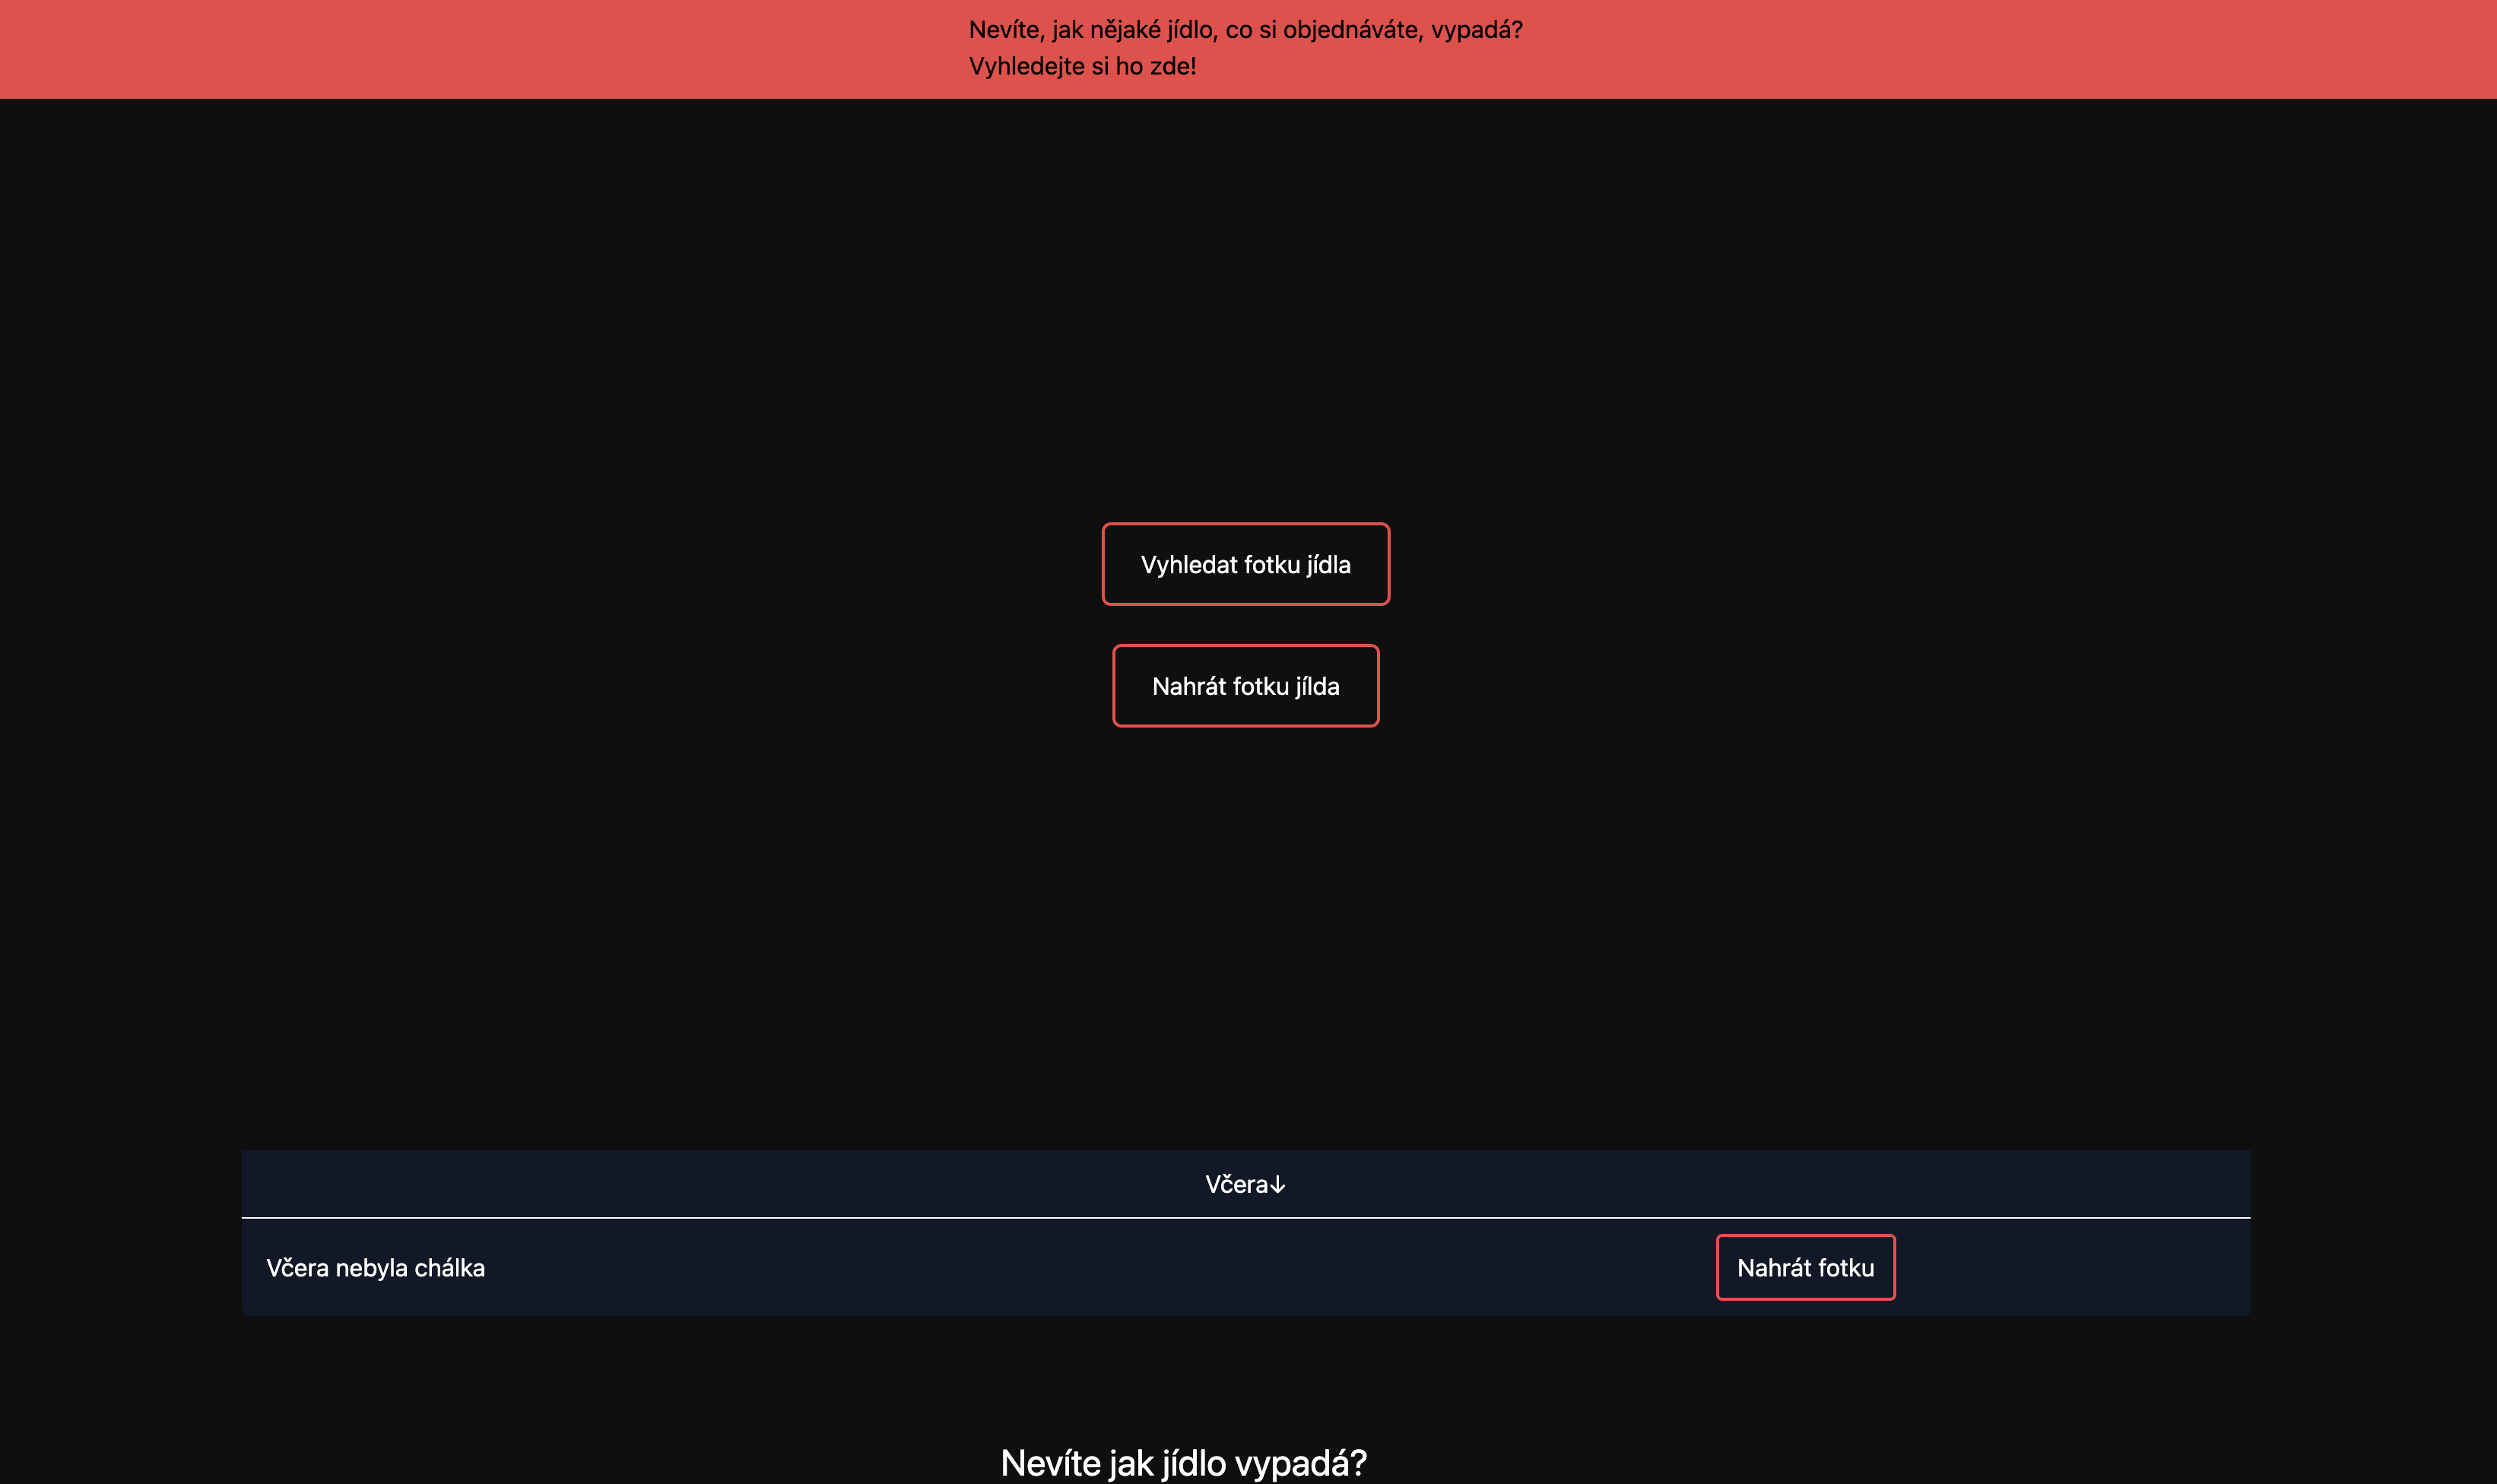 Nevíte, jak nějaké jídlo, co si objednáváte, vypadá?
Vyhledejte si ho zde!
Vyhledat fotku jídla
Nahrát fotku jílda
Včera↓
Včera nebyla chálka
Nahrát fotku
Nevíte jak jídlo vypadá?